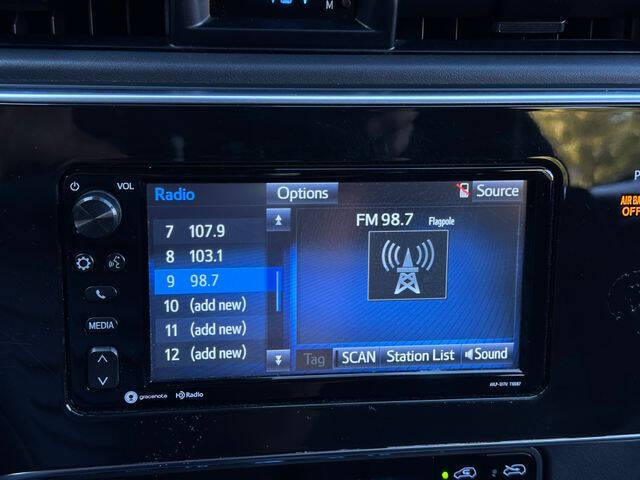 M
VOL
Radio
Options
Source
7 107.9
8 103.1
9 98.7
10 (add new)
11 (add new)
12 (add new)
FM 98.7 Flagpole
Tag
SCAN
Station List
Sound
MEDIA
gracenote
HD Radio
P
AIR BA
OFF